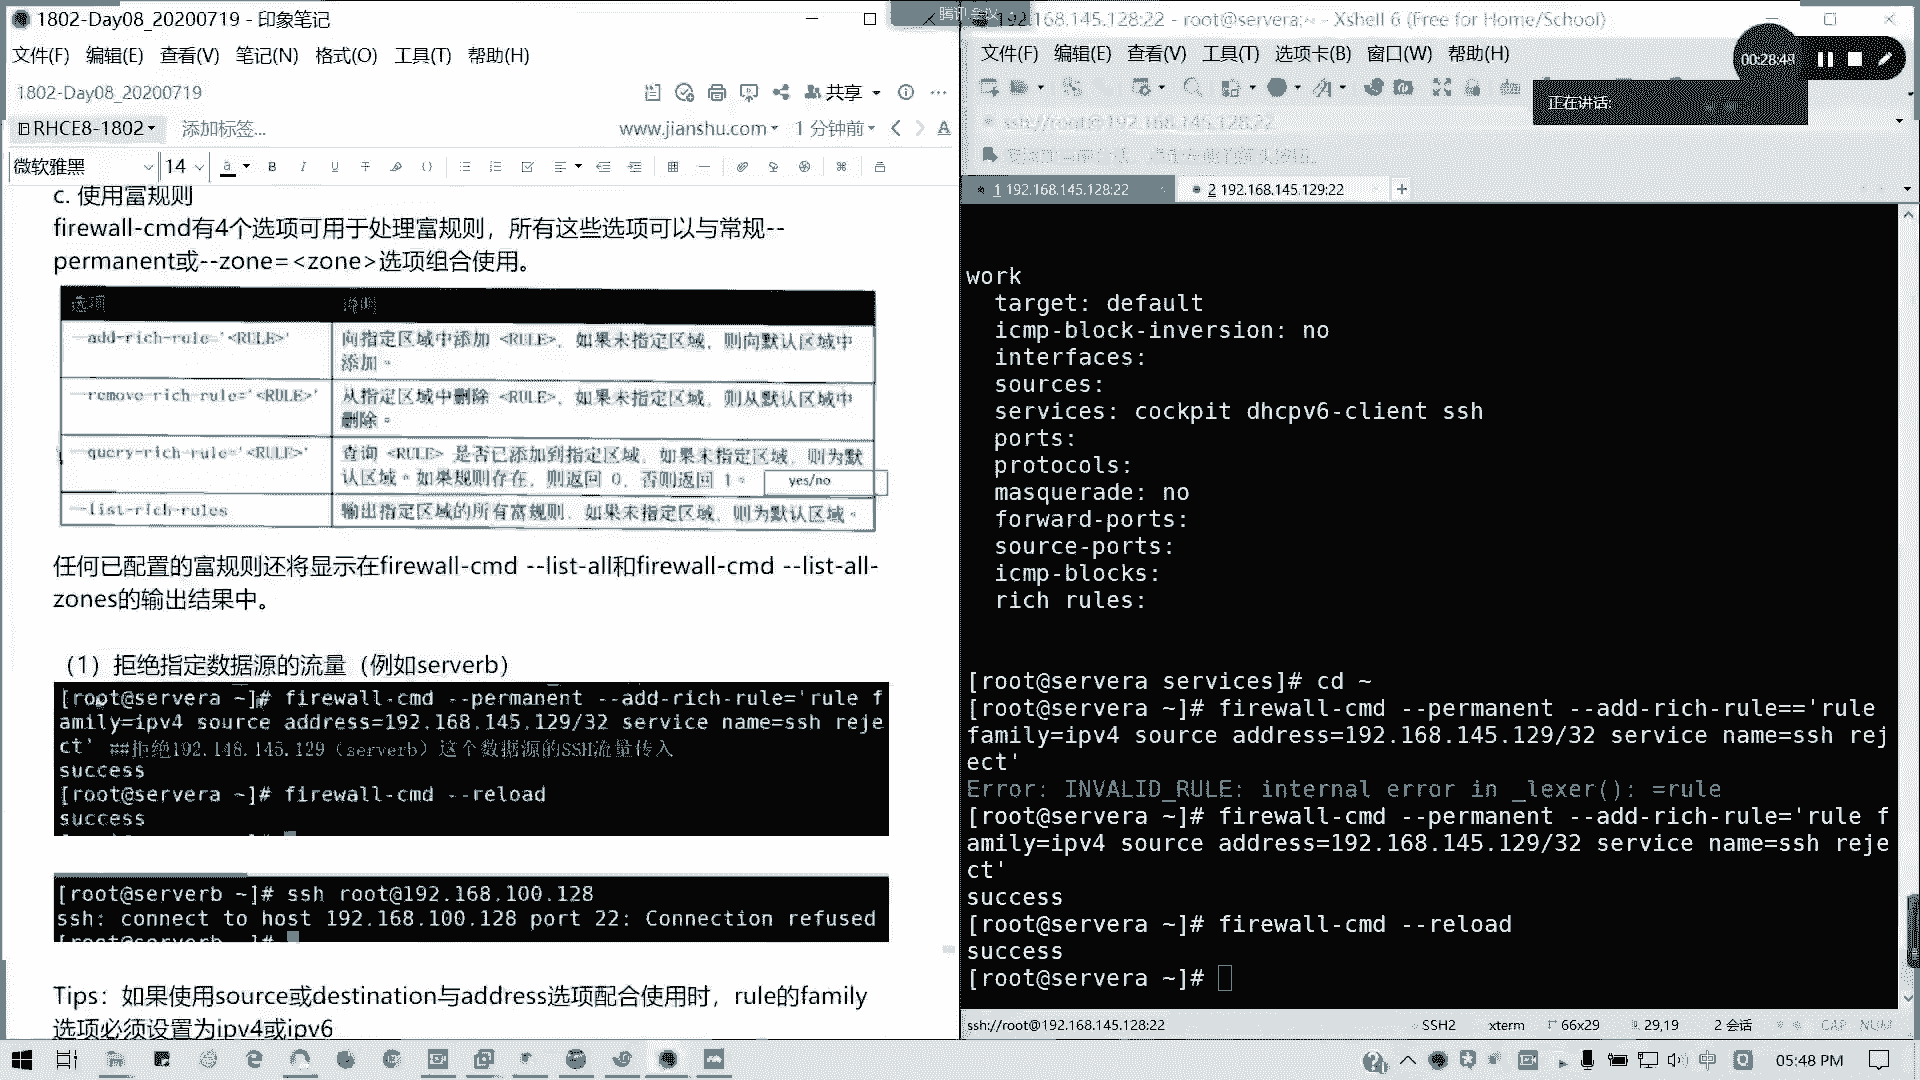 1802-Day08_20200719 - 印象笔记
文件(F) 编辑(E) 查看(V) 笔记(N) 格式(O) 工具(T) 帮助(H)
1802-Day08_20200719
共享
RHCE8-1802
添加标签...
www.jianshu.com
1 分钟前
微软雅黑
14
c. 使用富规则
firewall-cmd有4个选项可用于处理富规则，所有这些选项可以与常规--
permanent或--zone=<zone>选项组合使用。
选项 说明
--add-rich-rule='<RULE>'
向指定区域中添加 <RULE>，如果未指定区域，则向默认区域中
添加。
--remove-rich-rule='<RULE>'
从指定区域中删除 <RULE>，如果未指定区域，则从默认区域中
删除。
--query-rich-rule='<RULE>'
查询 <RULE> 是否已添加到指定区域，如果未指定区域，则为默
认区域。如果规则存在，则返回 0，否则返回 1。
yes/no
--list-rich-rules
输出指定区域的所有富规则，如果未指定区域，则为默认区域。
任何已配置的富规则还将显示在firewall-cmd --list-all和firewall-cmd --list-all-
zones的输出结果中。
（1）拒绝指定数据源的流量（例如serverb）
[root@servera ~]# firewall-cmd --permanent --add-rich-rule='rule f
amily=ipv4 source address=192.168.145.129/32 service name=ssh reje
ct' ##拒绝192.148.145.129（serverb）这个数据源的SSH流量传入
success
[root@servera ~]# firewall-cmd --reload
success
[root@serverb ~]# ssh root@192.168.100.128
ssh: connect to host 192.168.100.128 port 22: Connection refused
[root@serverb ~]#
Tips：如果使用source或destination与address选项配合使用时，rule的family
选项必须设置为ipv4或ipv6
腾讯会议
192.168.145.128:22 - root@servera:~ - Xshell 6 (Free for Home/School)
文件(F) 编辑(E) 查看(V) 工具(T) 选项卡(B) 窗口(W) 帮助(H)
正在讲话:
ssh://root@192.168.145.128:22
1 192.168.145.128:22
2 192.168.145.129:22
work
target: default
icmp-block-inversion: no
interfaces:
sources:
services: cockpit dhcpv6-client ssh
ports:
protocols:
masquerade: no
forward-ports:
source-ports:
icmp-blocks:
rich rules:
[root@servera services]# cd ~
[root@servera ~]# firewall-cmd --permanent --add-rich-rule=='rule
family=ipv4 source address=192.168.145.129/32 service name=ssh rej
ect'
Error: INVALID_RULE: internal error in _lexer(): =rule
[root@servera ~]# firewall-cmd --permanent --add-rich-rule='rule f
amily=ipv4 source address=192.168.145.129/32 service name=ssh reje
ct'
success
[root@servera ~]# firewall-cmd --reload
success
[root@servera ~]#
ssh://root@192.168.145.128:22
SSH2
xterm
66x29
29,19
2 会话
CAP NUM
中
05:48 PM